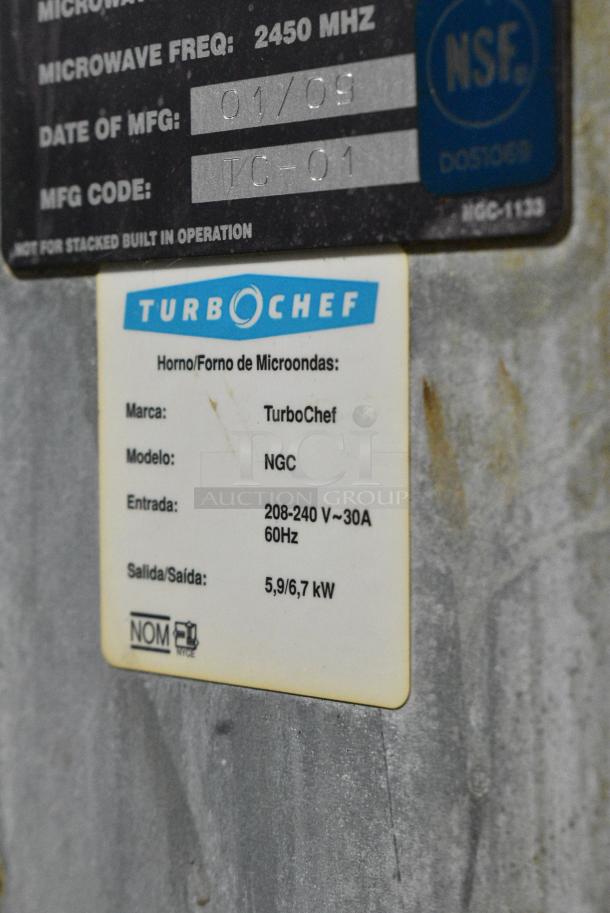 MICROWAVE FREQ: 2450 MHZ
DATE OF MFG: 01/09
MFG CODE: TC-01
NSF
D051069
NGC-1133
NOT FOR STACKED BUILT IN OPERATION
TURBOCHEF
Horno/Forno de Microondas:
Marca: TurboChef
Modelo: NGC
Entrada: 208-240 V~30A
60Hz
Salida/Saída: 5,9/6,7 kW
NOM
NYCE
PCi
AUCTION GROUP